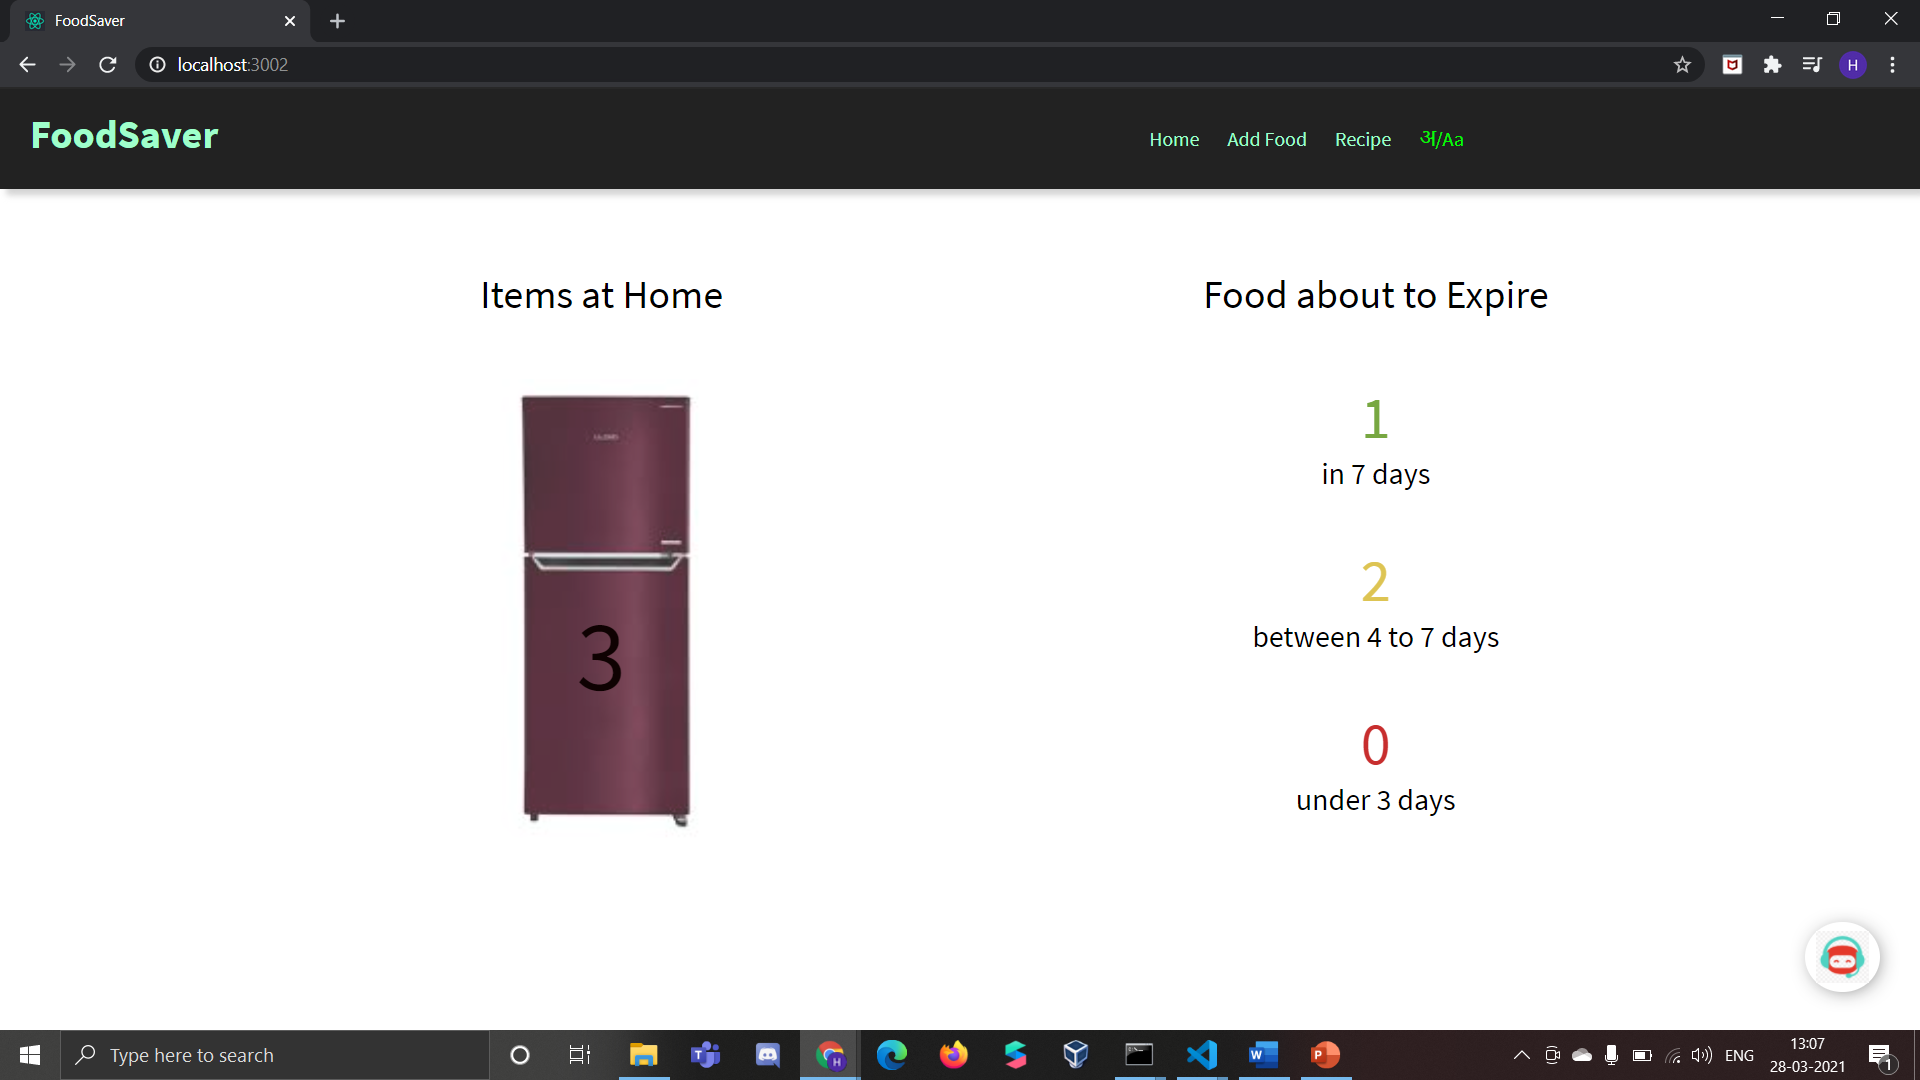 FoodSaver
localhost:3002
H
FoodSaver
Home
Add Food
Recipe
अ/Aa
Items at Home
Food about to Expire
1
in 7 days
3
2
between 4 to 7 days
0
under 3 days
Type here to search
ENG
13:07
28-03-2021
1